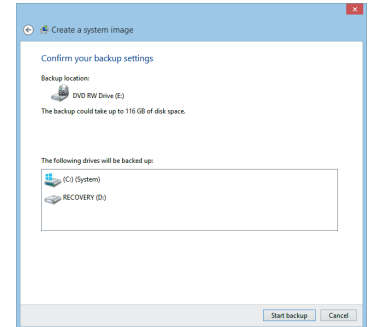 Create a system image
Confirm your backup settings
Backup location:
DVD RW Drive (E:)
The backup could take up to 116 GB of disk space.
The following drives will be backed up:
(C:) (System)
RECOVERY (D:)
Start backup Cancel